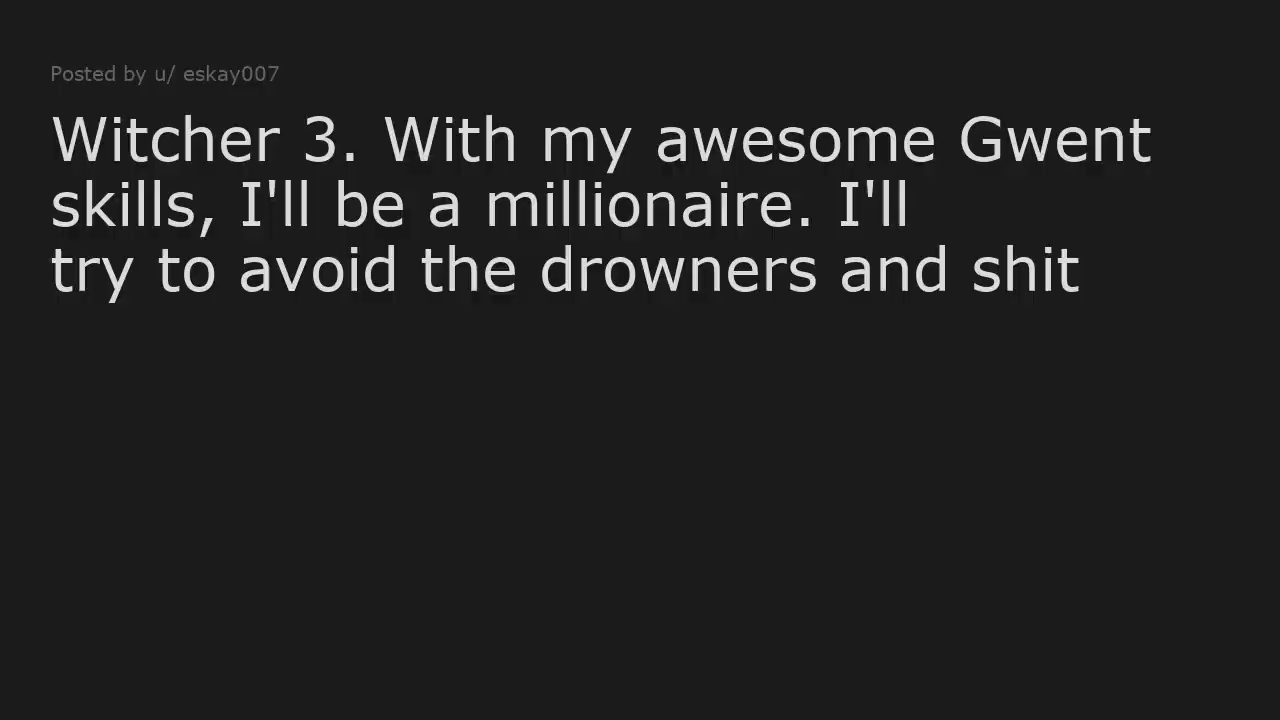 Posted by u/ eskay007
Witcher 3. With my awesome Gwent
skills, I'll be a millionaire. I'll
try to avoid the drowners and shit